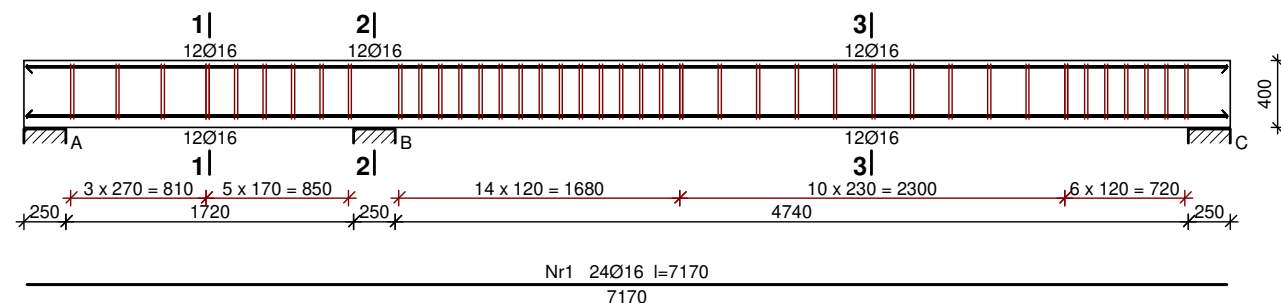 1 2 3
12Ø16 12Ø16 12Ø16
400
A B C
12Ø16 12Ø16
1 2 3
3 x 270 = 810 5 x 170 = 850 14 x 120 = 1680 10 x 230 = 2300 6 x 120 = 720
250 1720 250 4740 250
Nr1 24Ø16 l=7170
7170